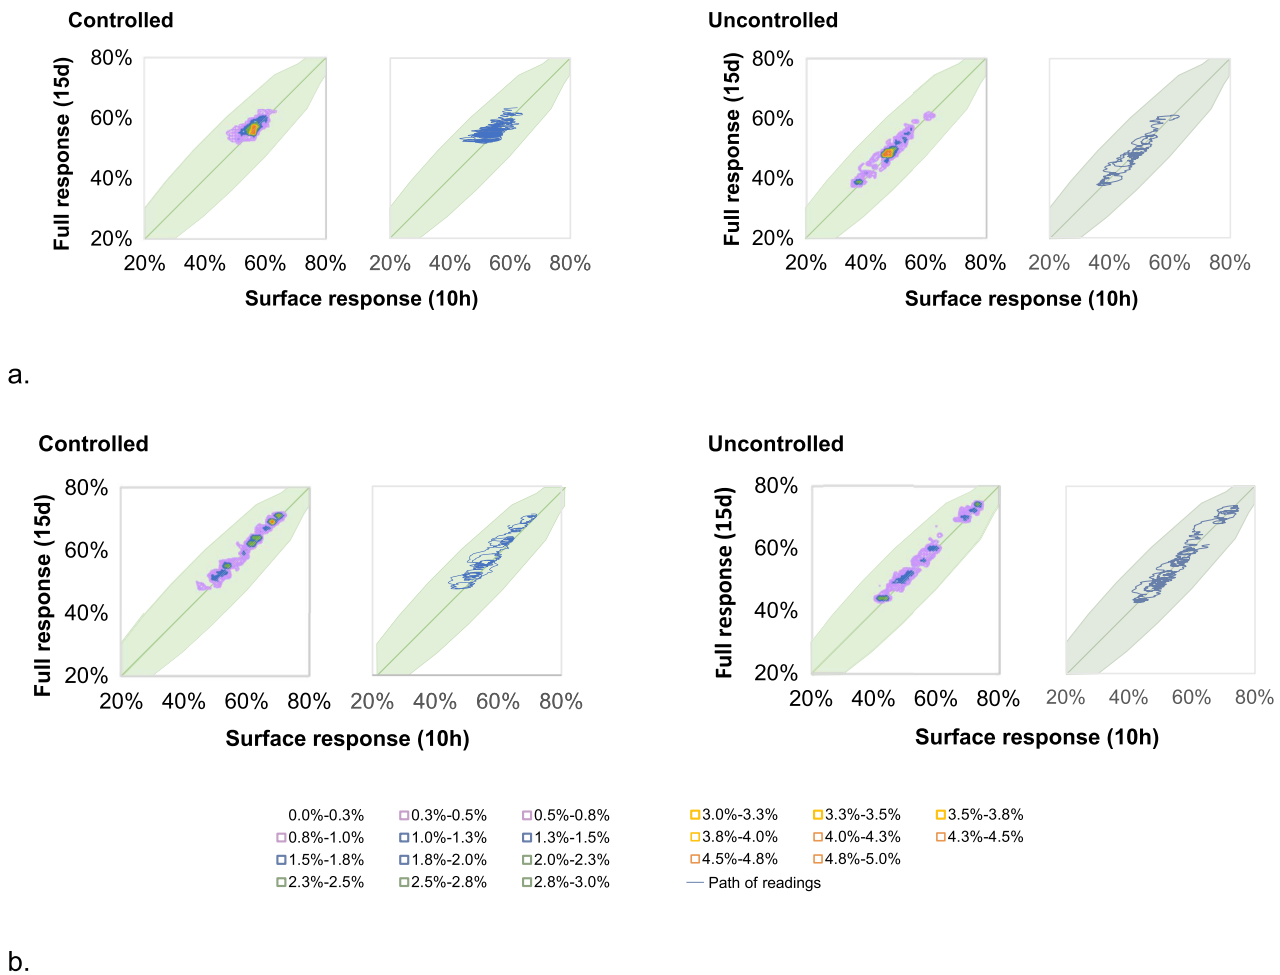 Controlled
Uncontrolled
Full response (15d)
80%
60%
40%
20%
20% 40% 60% 80%
20% 40% 60% 80%
Surface response (10h)
Full response (15d)
80%
60%
40%
20%
20% 40% 60% 80%
20% 40% 60% 80%
Surface response (10h)
a.
Controlled
Uncontrolled
Full response (15d)
80%
60%
40%
20%
20% 40% 60% 80%
20% 40% 60% 80%
Surface response (10h)
Full response (15d)
80%
60%
40%
20%
20% 40% 60% 80%
20% 40% 60% 80%
Surface response (10h)
0.0%-0.3% 0.3%-0.5% 0.5%-0.8%
0.8%-1.0% 1.0%-1.3% 1.3%-1.5%
1.5%-1.8% 1.8%-2.0% 2.0%-2.3%
2.3%-2.5% 2.5%-2.8% 2.8%-3.0%
3.0%-3.3% 3.3%-3.5% 3.5%-3.8%
3.8%-4.0% 4.0%-4.3% 4.3%-4.5%
4.5%-4.8% 4.8%-5.0%
Path of readings
b.